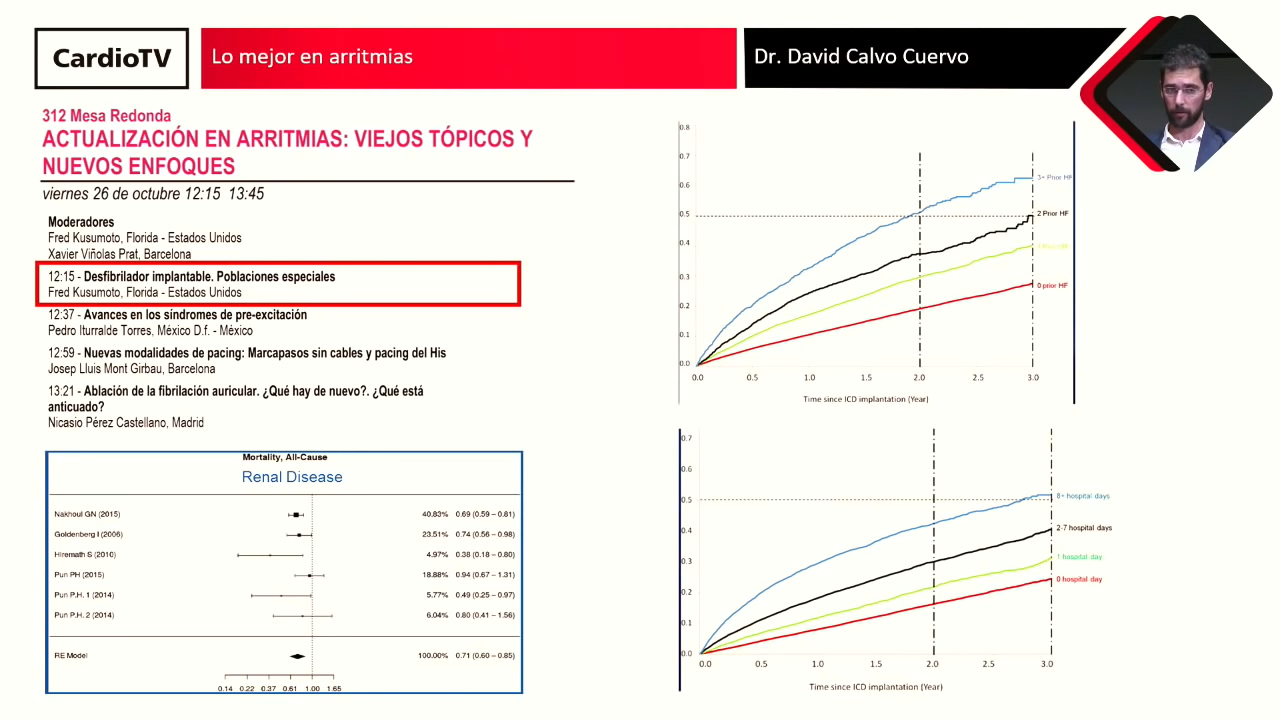 CardioTV
Lo mejor en arritmias
Dr. David Calvo Cuervo
312 Mesa Redonda
ACTUALIZACIÓN EN ARRITMIAS: VIEJOS TÓPICOS Y
NUEVOS ENFOQUES
viernes 26 de octubre 12:15 13:45
Moderadores
Fred Kusumoto, Florida - Estados Unidos
Xavier Viñolas Prat, Barcelona
12:15 - Desfibrilador implantable. Poblaciones especiales
Fred Kusumoto, Florida - Estados Unidos
12:37 - Avances en los síndromes de pre-excitación
Pedro Iturralde Torres, México D.f. - México
12:59 - Nuevas modalidades de pacing: Marcapasos sin cables y pacing del His
Josep Lluis Mont Girbau, Barcelona
13:21 - Ablación de la fibrilación auricular. ¿Qué hay de nuevo?. ¿Qué está
anticuado?
Nicasio Pérez Castellano, Madrid
Mortality, All-Cause
Renal Disease
Nakhoul GN (2015) 40.83% 0.69 (0.59 – 0.81)
Goldenberg I (2006) 23.51% 0.74 (0.56 – 0.98)
Hiremath S (2010) 4.97% 0.38 (0.18 – 0.80)
Pun PH (2015) 18.88% 0.94 (0.67 – 1.31)
Pun P.H. 1 (2014) 5.77% 0.49 (0.25 – 0.97)
Pun P.H. 2 (2014) 6.04% 0.80 (0.41 – 1.56)
RE Model 100.00% 0.71 (0.60 – 0.85)
0.14 0.22 0.37 0.61 1.00 1.65
0.8
0.7
0.6
0.5
0.4
0.3
0.2
0.1
0.0
3+ Prior HF
2 Prior HF
0 prior HF
0.0 0.5 1.0 1.5 2.0 2.5 3.0
Time since ICD implantation (Year)
0.7
0.6
0.5
0.4
0.3
0.2
0.1
0.0
8+ hospital days
2-7 hospital days
1 hospital day
0 hospital day
0.0 0.5 1.0 1.5 2.0 2.5 3.0
Time since ICD implantation (Year)